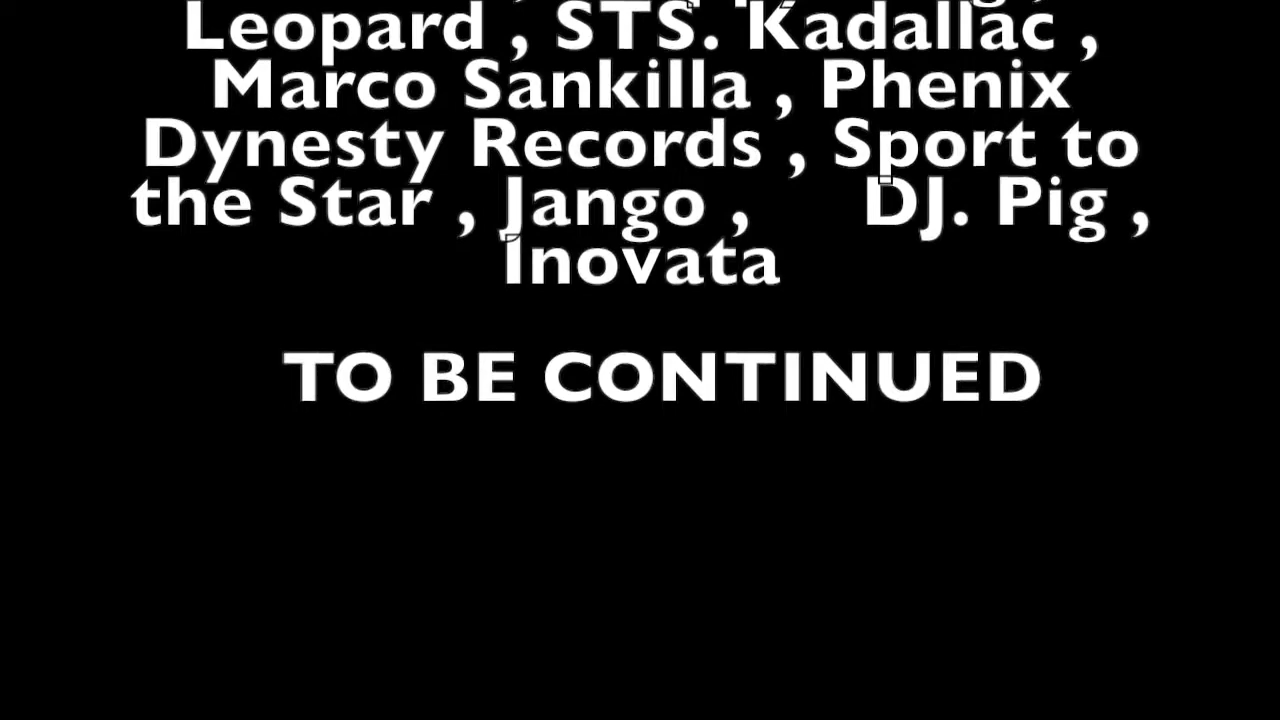 Leopard , STS. Kadallac ,
Marco Sankilla , Phenix
Dynesty Records , Sport to
the Star , Jango , DJ. Pig ,
Inovata
TO BE CONTINUED